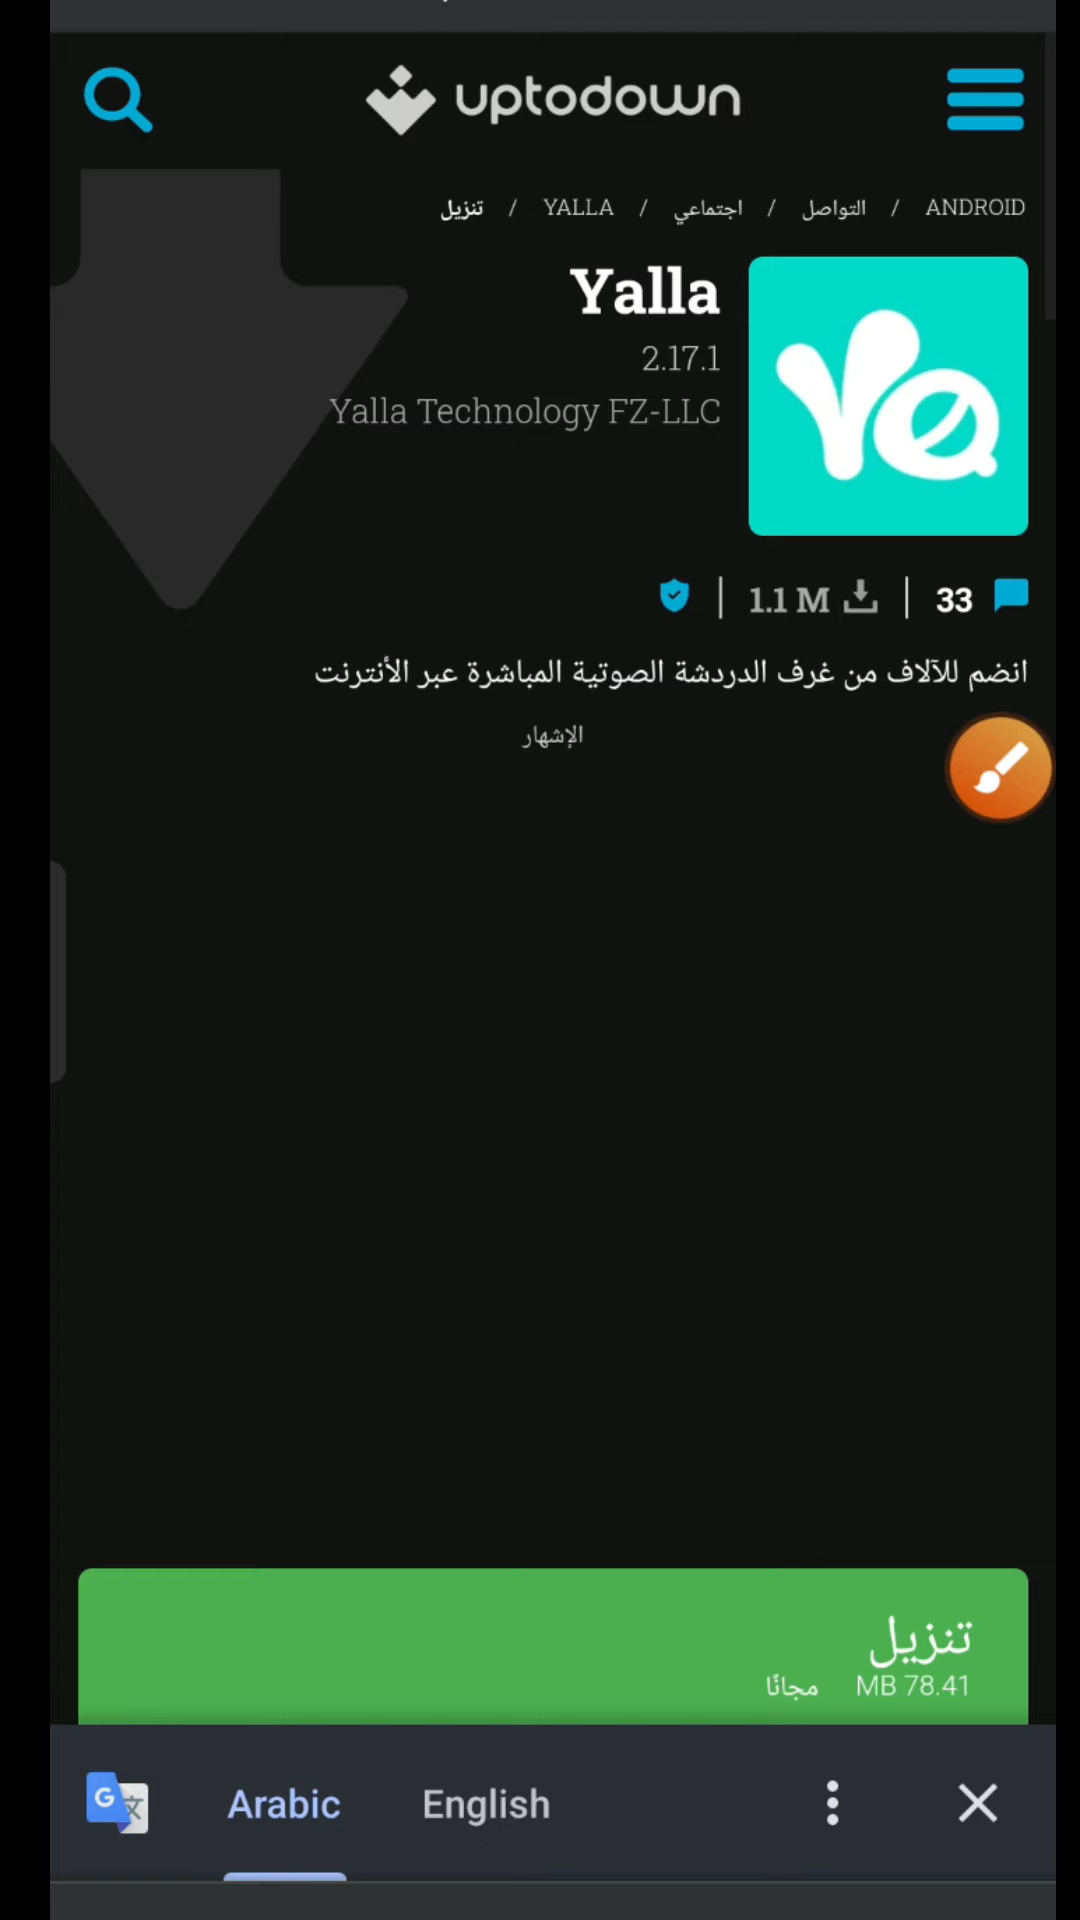 uptodown
ANDROID / التواصل / اجتماعي / YALLA / تنزيل
Yalla
2.17.1
Yalla Technology FZ-LLC
33 | 1.1 M |
انضم للآلاف من غرف الدردشة الصوتية المباشرة عبر الأنترنت
الإشهار
تنزيل
MB 78.41 مجانًا
Arabic English